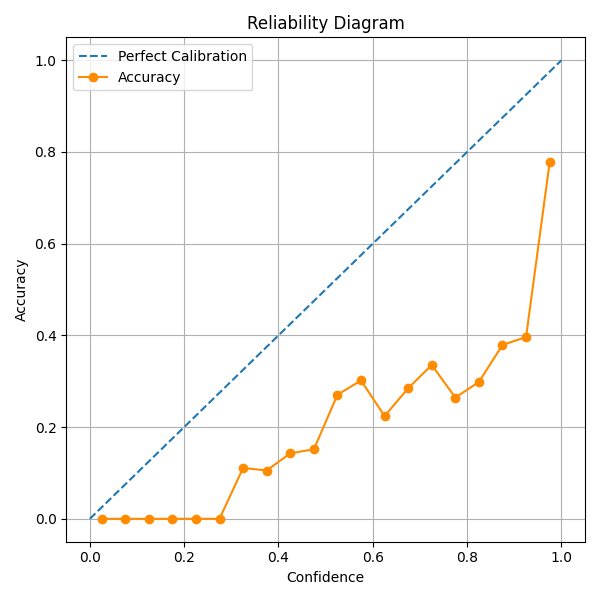 Reliability Diagram
Perfect Calibration
Accuracy
1.0
0.8
0.6
0.4
0.2
0.0
Accuracy
0.0 0.2 0.4 0.6 0.8 1.0
Confidence